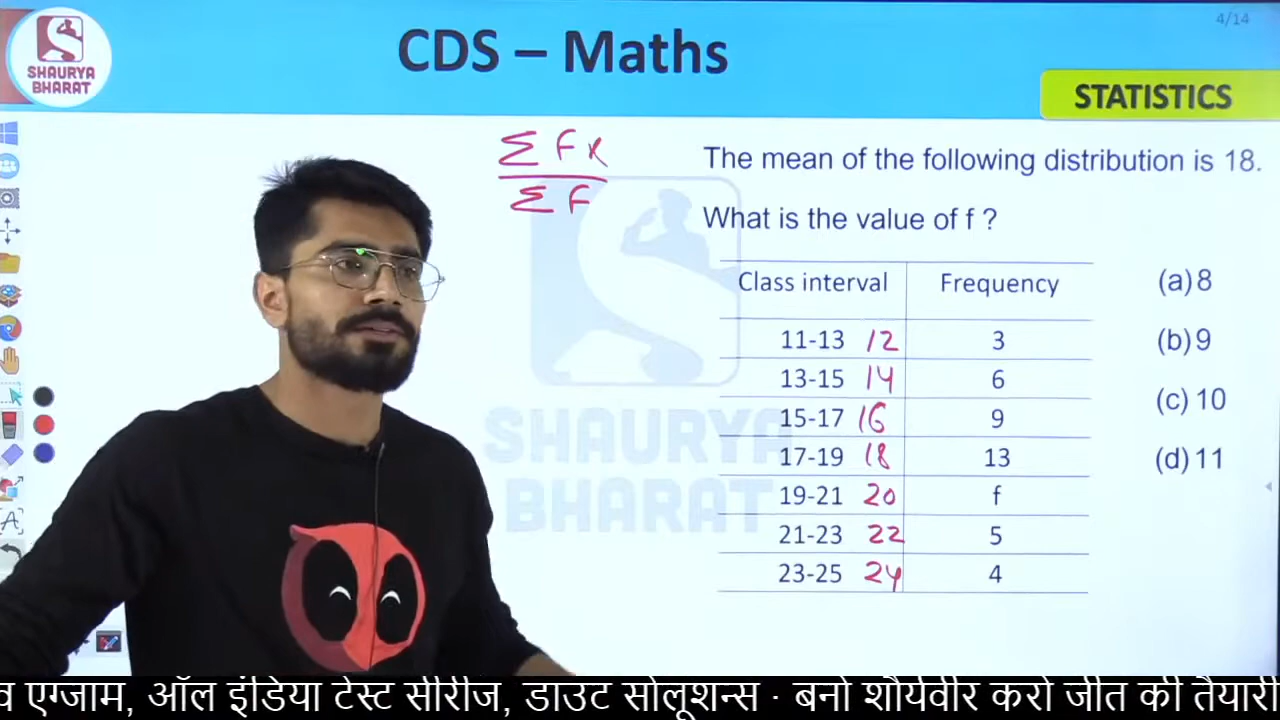 4/14
SHAURYA
BHARAT
CDS – Maths
STATISTICS
Σ F x
Σ F
The mean of the following distribution is 18.
What is the value of f ?
Class interval Frequency
11-13 12 3
13-15 14 6
15-17 16 9
17-19 18 13
19-21 20 f
21-23 22 5
23-25 24 4
(a) 8
(b) 9
(c) 10
(d) 11
SHAURYA
BHARAT
एग्जाम, ऑल इंडिया टेस्ट सीरीज, डाउट सोलूशन्स · बनो शौर्यवीर करो जीत की तैयारी